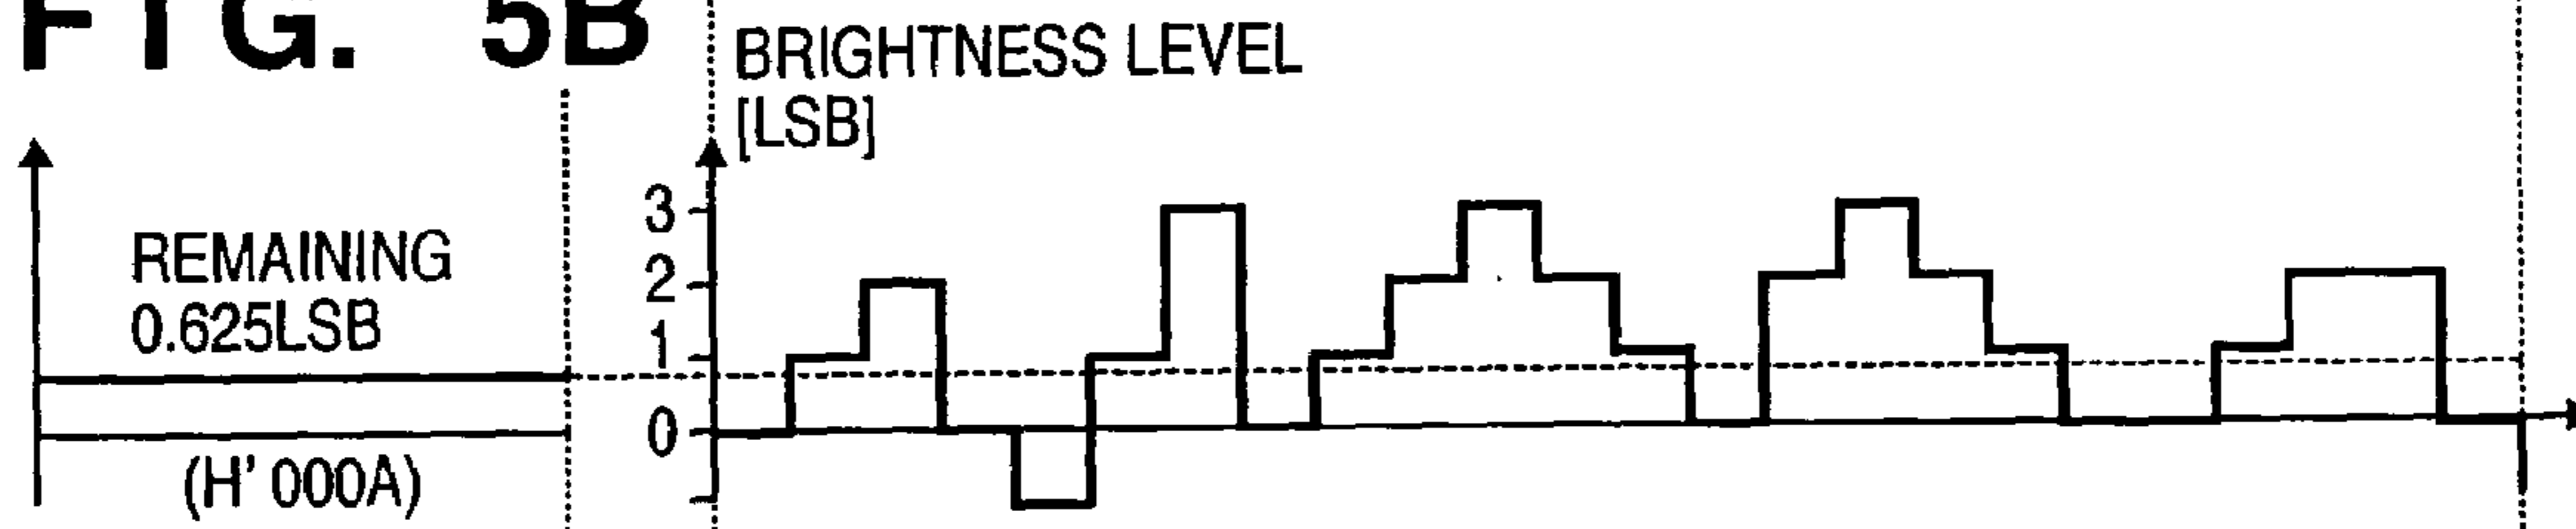 FIG. 5B
BRIGHTNESS LEVEL
[LSB]
REMAINING
0.625LSB
(H' 000A)
3
2
1
0